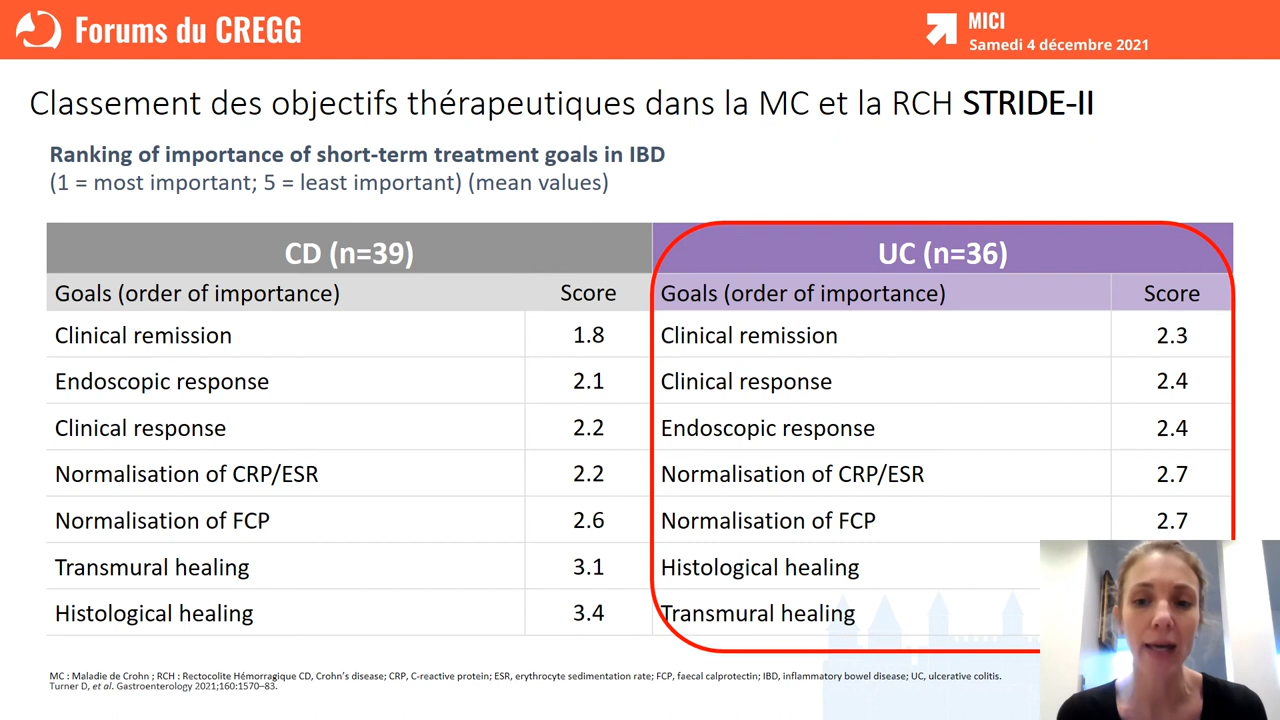 Forums du CREGG
MICI
Samedi 4 décembre 2021
Classement des objectifs thérapeutiques dans la MC et la RCH STRIDE-II
Ranking of importance of short-term treatment goals in IBD
(1 = most important; 5 = least important) (mean values)
CD (n=39)
Goals (order of importance) Score
Clinical remission 1.8
Endoscopic response 2.1
Clinical response 2.2
Normalisation of CRP/ESR 2.2
Normalisation of FCP 2.6
Transmural healing 3.1
Histological healing 3.4
UC (n=36)
Goals (order of importance) Score
Clinical remission 2.3
Clinical response 2.4
Endoscopic response 2.4
Normalisation of CRP/ESR 2.7
Normalisation of FCP 2.7
Histological healing
Transmural healing
MC : Maladie de Crohn ; RCH : Rectocolite Hémorragique CD, Crohn's disease; CRP, C-reactive protein; ESR, erythrocyte sedimentation rate; FCP, faecal calprotectin; IBD, inflammatory bowel disease; UC, ulcerative colitis.
Turner D, et al. Gastroenterology 2021;160:1570–83.